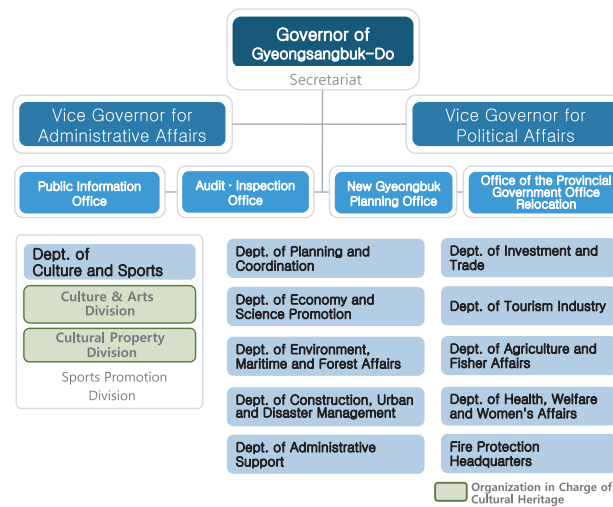 Governor of
Gyeongsangbuk-Do
Secretariat
Vice Governor for
Administrative Affairs
Vice Governor for
Political Affairs
Public Information
Office
Audit · Inspection
Office
New Gyeongbuk
Planning Office
Office of the Provincial
Government Office
Relocation
Dept. of
Culture and Sports
Culture & Arts
Division
Cultural Property
Division
Sports Promotion
Division
Dept. of Planning and
Coordination
Dept. of Economy and
Science Promotion
Dept. of Environment,
Maritime and Forest Affairs
Dept. of Construction, Urban
and Disaster Management
Dept. of Administrative
Support
Dept. of Investment and
Trade
Dept. of Tourism Industry
Dept. of Agriculture and
Fisher Affairs
Dept. of Health, Welfare
and Women's Affairs
Fire Protection
Headquarters
Organization in Charge of
Cultural Heritage